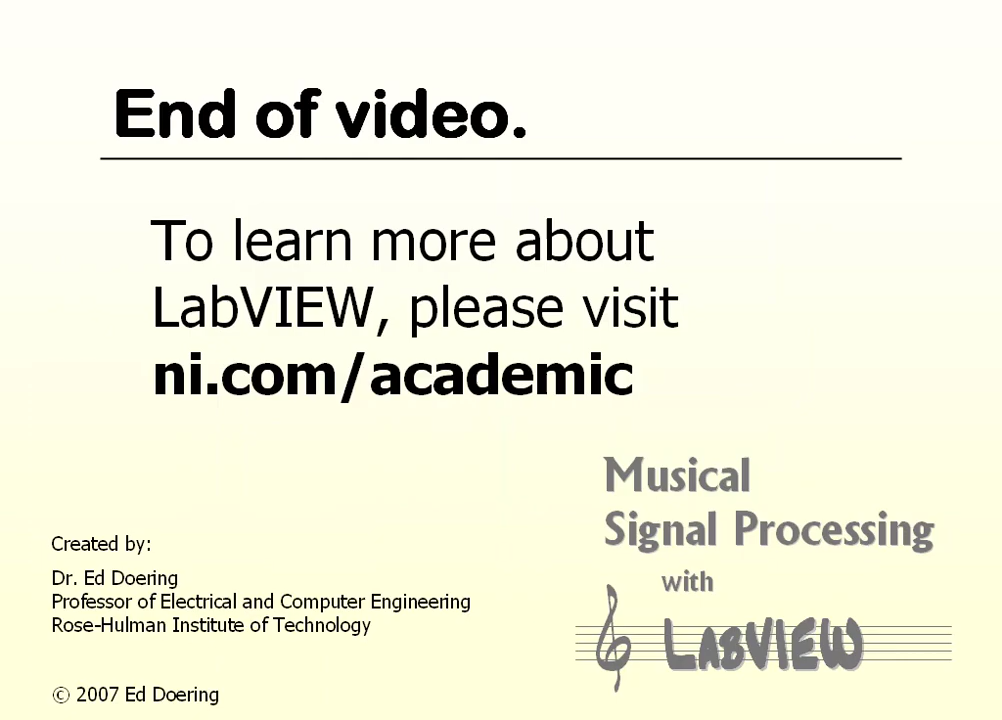 End of video.
To learn more about
LabVIEW, please visit
ni.com/academic
Musical
Signal Processing
with
LABVIEW
Created by:
Dr. Ed Doering
Professor of Electrical and Computer Engineering
Rose-Hulman Institute of Technology
© 2007 Ed Doering